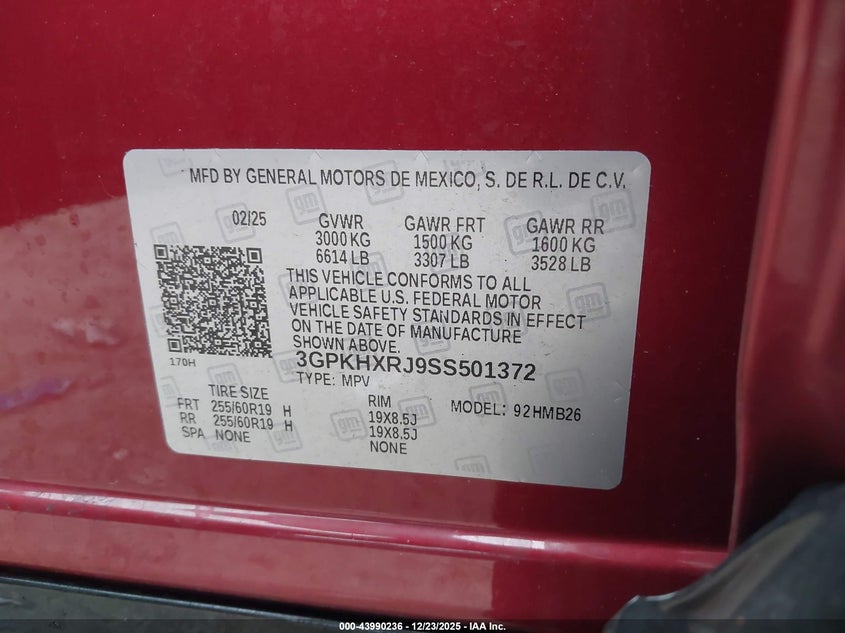 MFD BY GENERAL MOTORS DE MEXICO, S. DE R.L. DE C.V.
02/25 GVWR GAWR FRT GAWR RR
3000 KG 1500 KG 1600 KG
6614 LB 3307 LB 3528 LB
THIS VEHICLE CONFORMS TO ALL
APPLICABLE U.S. FEDERAL MOTOR
VEHICLE SAFETY STANDARDS IN EFFECT
ON THE DATE OF MANUFACTURE
SHOWN ABOVE.
170H
3GPKHXRJ9SS501372
TYPE: MPV
TIRE SIZE RIM MODEL: 92HMB26
FRT 255/60R19 H 19X8.5J
RR 255/60R19 H 19X8.5J
SPA NONE NONE
gm
000-43990236 - 12/23/2025 - IAA Inc.